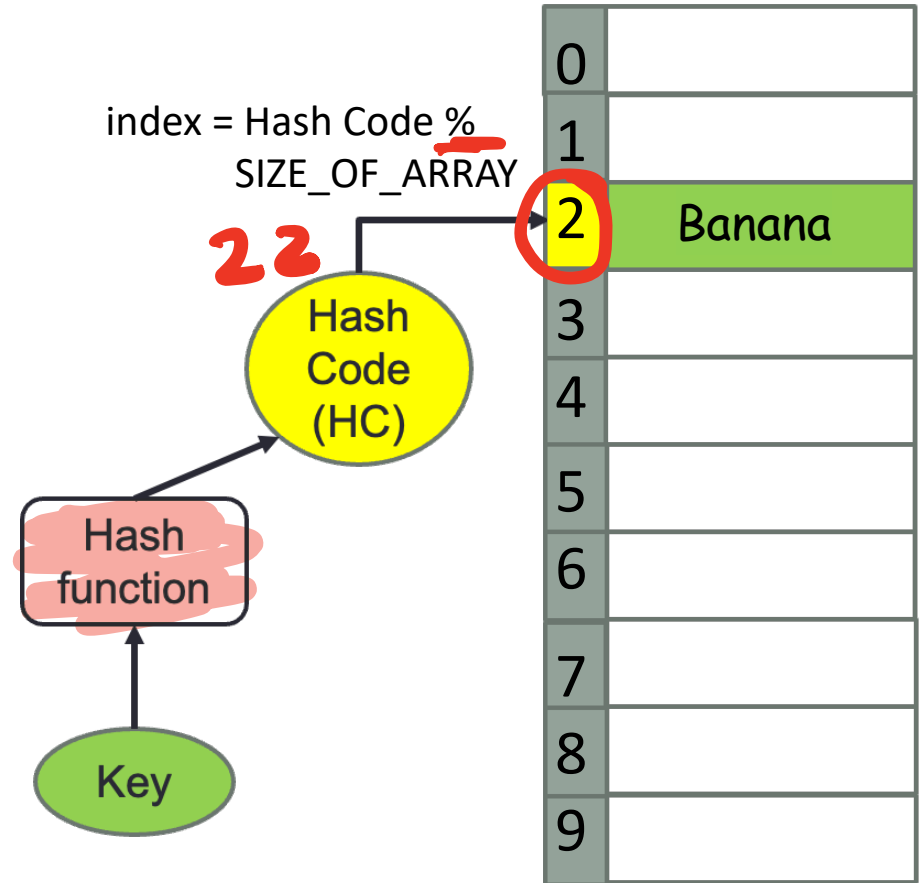 index = Hash Code %
SIZE_OF_ARRAY
22
Hash
Code
(HC)
Hash
function
Key
0
1
2 Banana
3
4
5
6
7
8
9